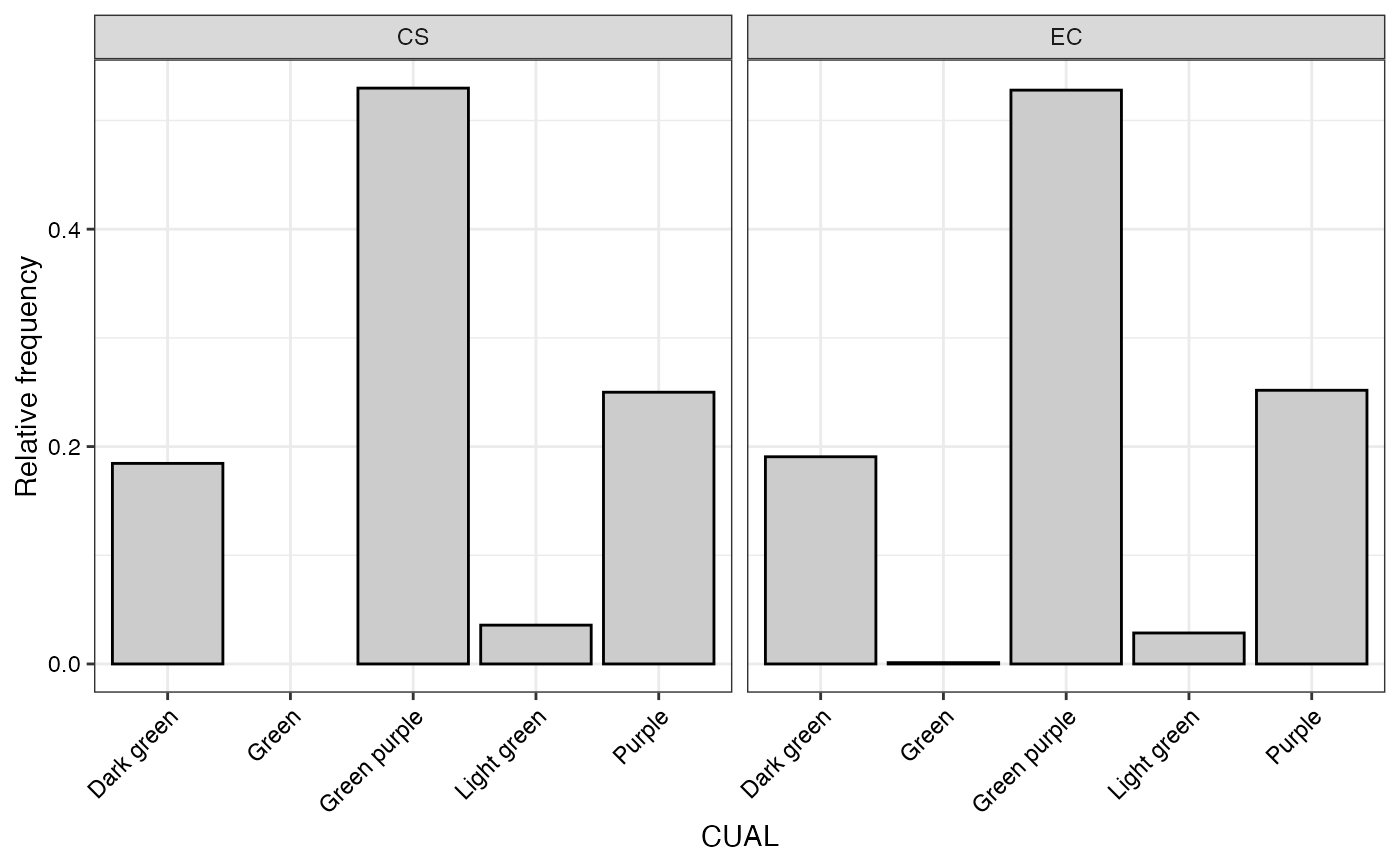 CS
EC
Relative frequency
0.4
0.2
0.0
Dark green
Green
Green purple
Light green
Purple
Dark green
Green
Green purple
Light green
Purple
CUAL